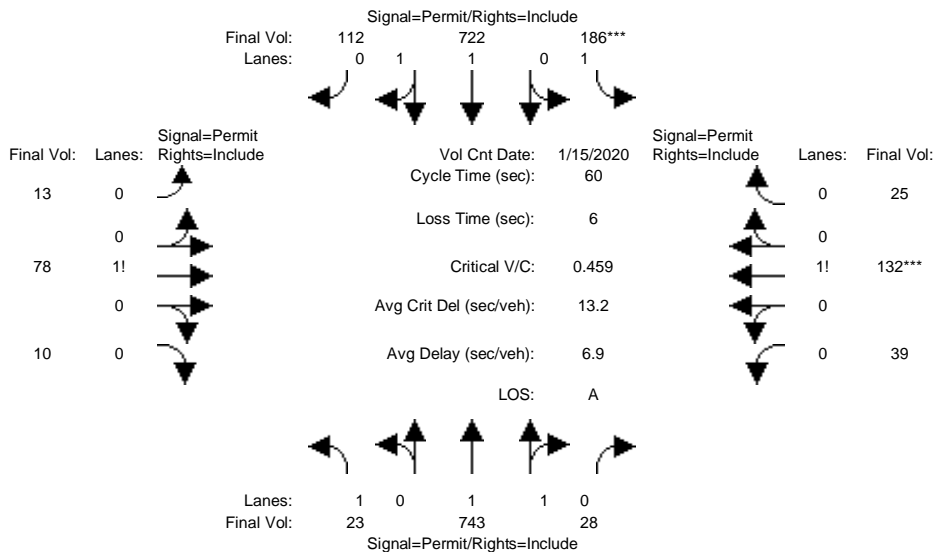 Signal=Permit/Rights=Include
Final Vol: 112 722 186***
Lanes: 0 1 1 0 1
Signal=Permit
Final Vol: Lanes: Rights=Include
Vol Cnt Date: 1/15/2020
Signal=Permit
Rights=Include Lanes: Final Vol:
Cycle Time (sec): 60
13 0
0 25
Loss Time (sec): 6
0
0
78 1!
Critical V/C: 0.459
1! 132***
0
Avg Crit Del (sec/veh): 13.2
0
10 0
Avg Delay (sec/veh): 6.9
0 39
LOS: A
Lanes: 1 0 1 1 0
Final Vol: 23 743 28
Signal=Permit/Rights=Include